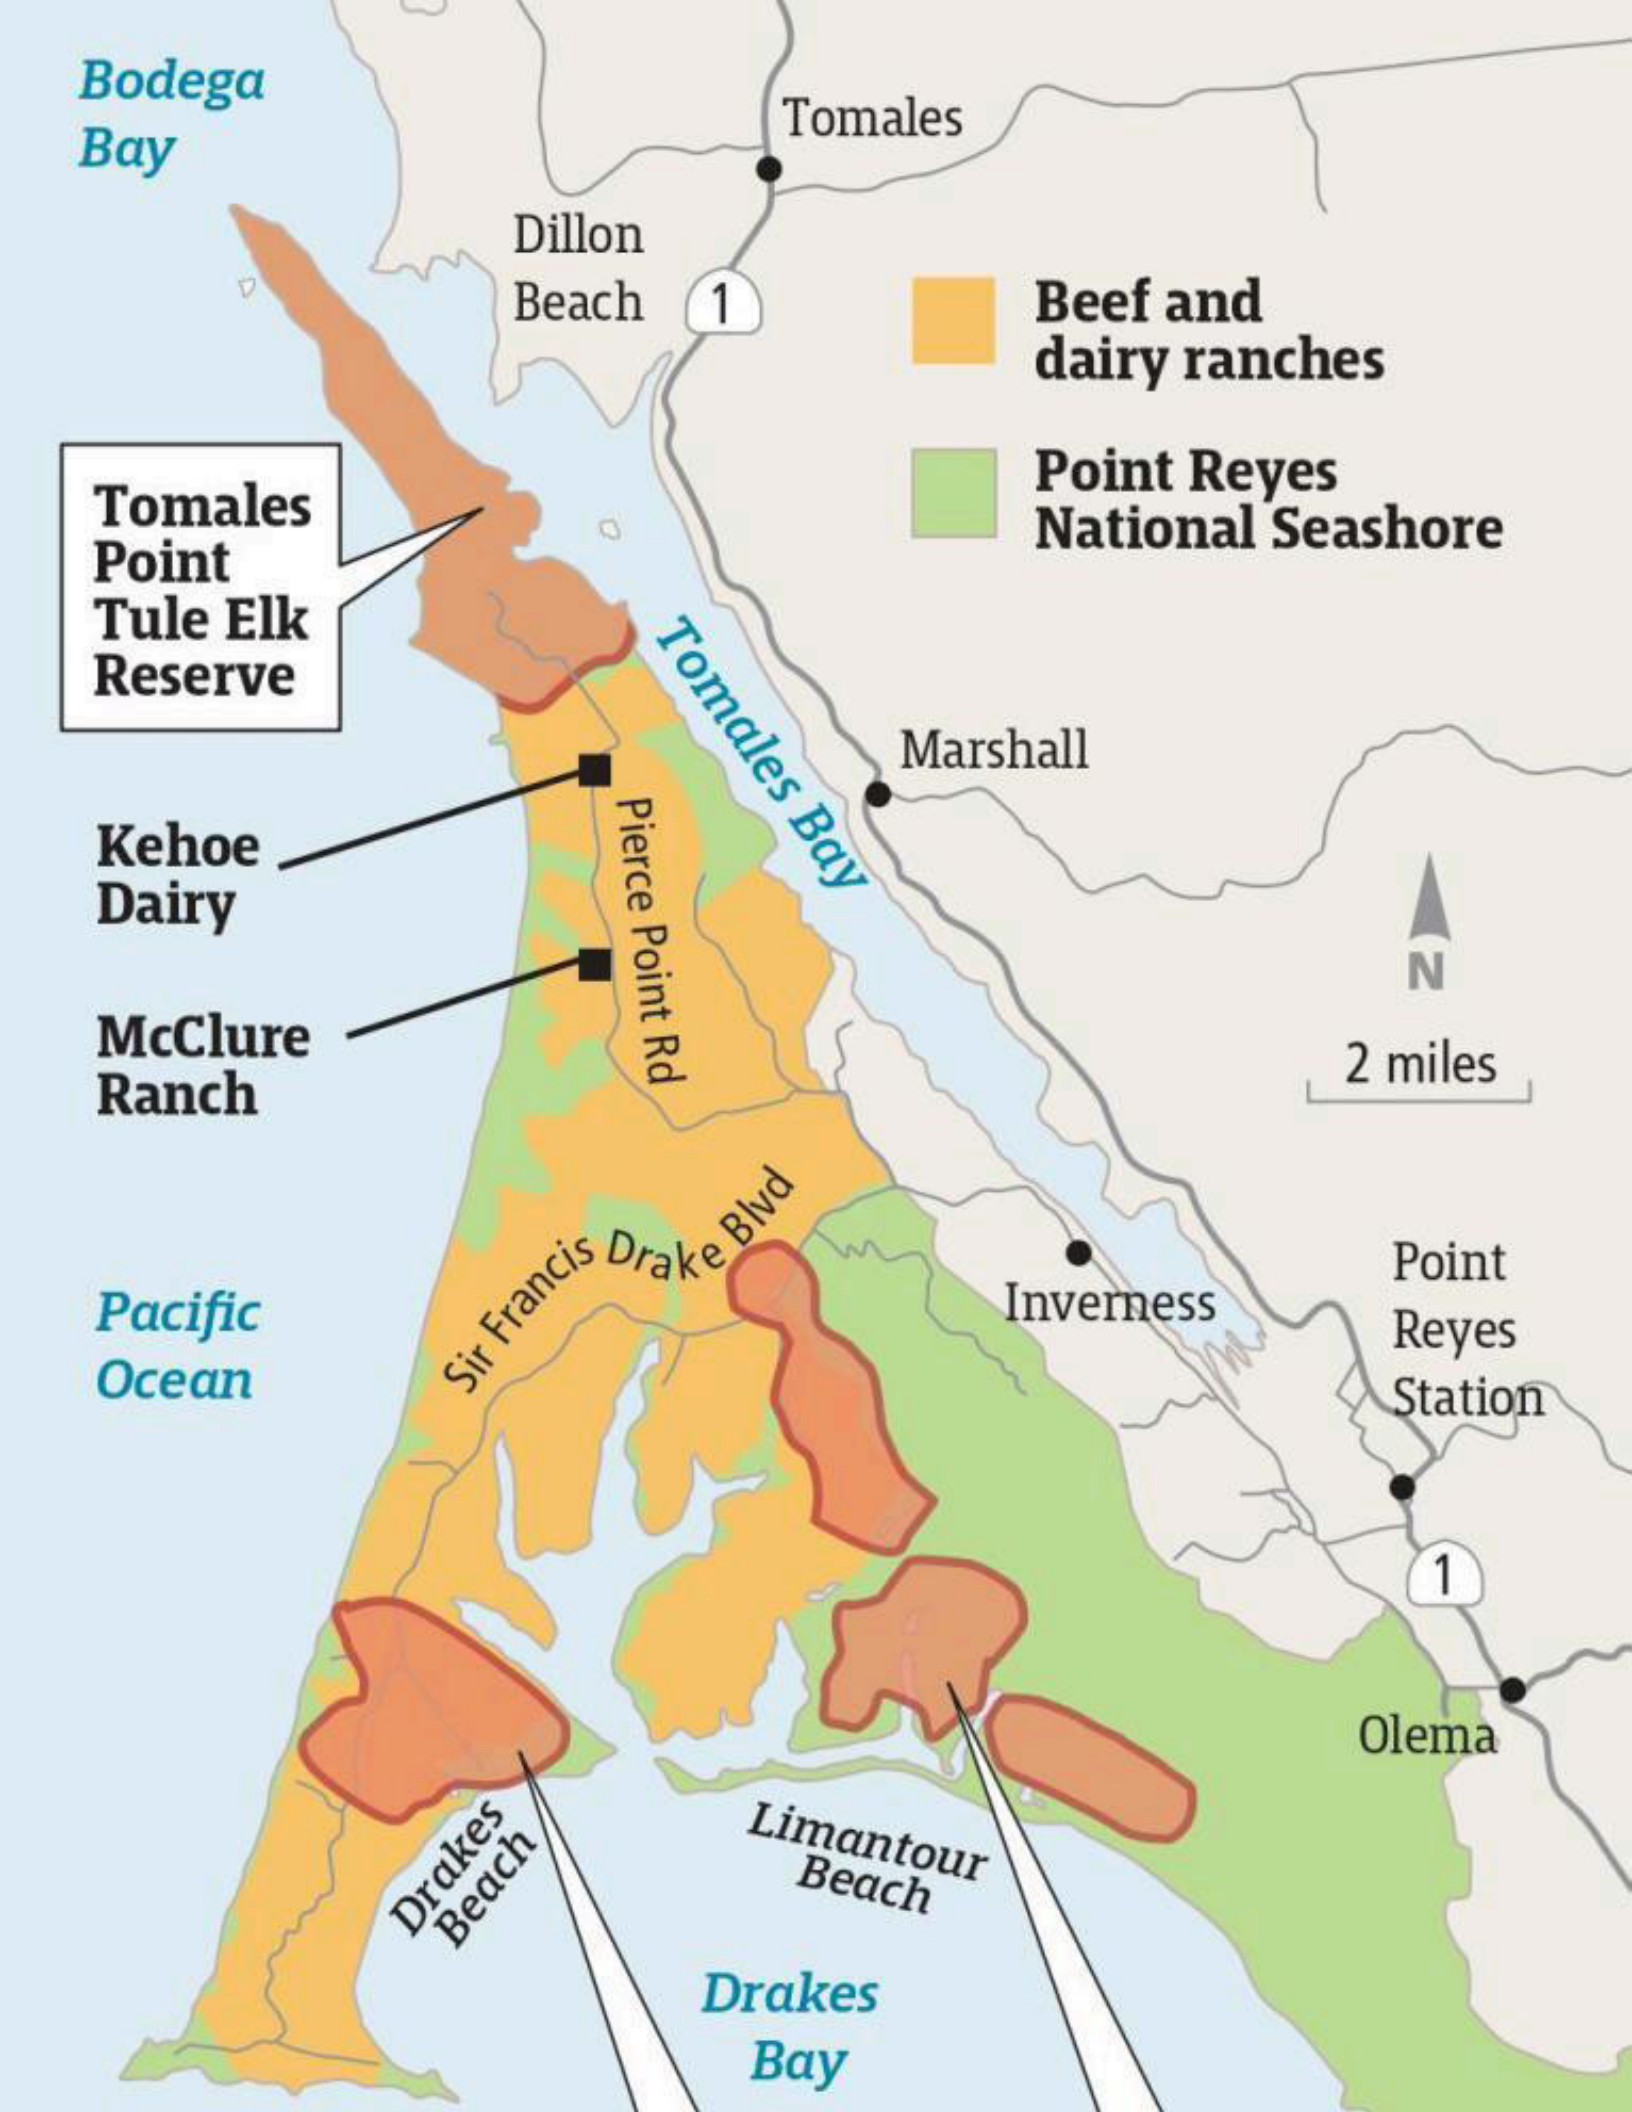 Bodega
Bay
Tomales
Dillon
Beach
1
Beef and
dairy ranches
Point Reyes
National Seashore
Tomales
Point
Tule Elk
Reserve
Tomales Bay
Marshall
Kehoe
Dairy
Pierce Point Rd
N
McClure
Ranch
2 miles
Sir Francis Drake Blvd
Inverness
Point
Reyes
Station
Pacific
Ocean
1
Olema
Drakes
Beach
Limantour
Beach
Drakes
Bay